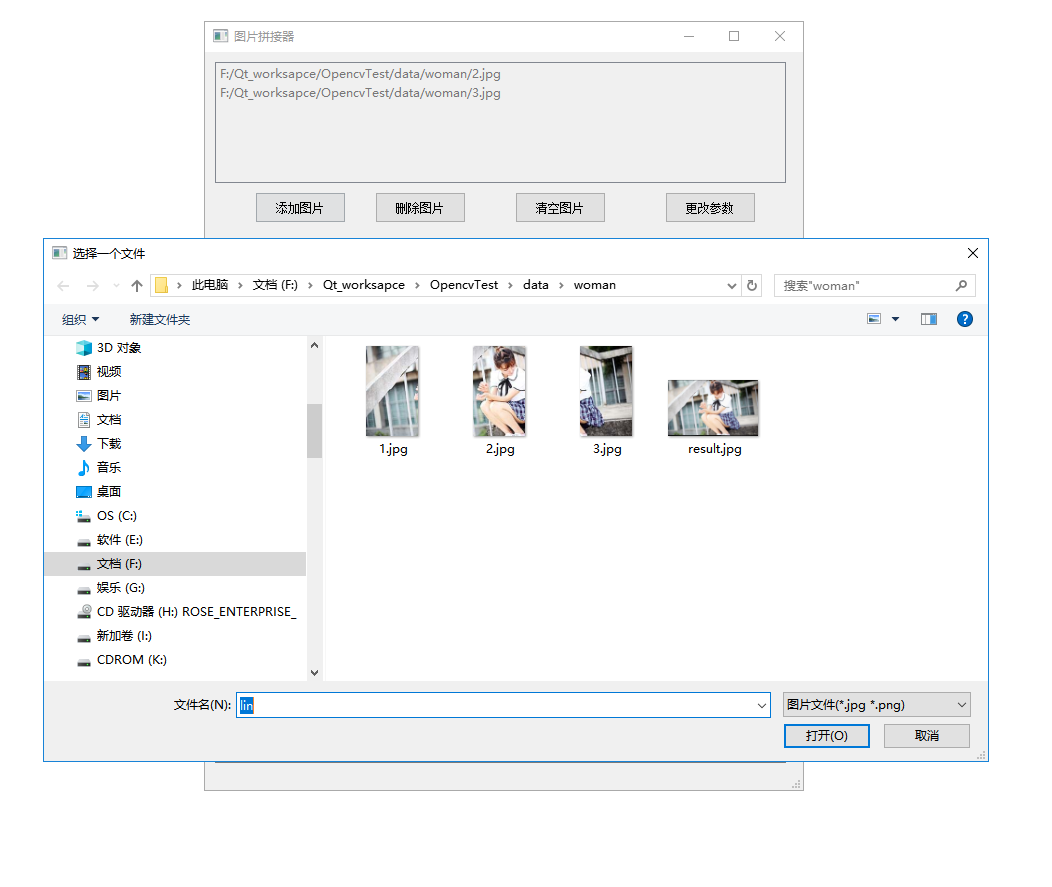 图片拼接器
F:/Qt_worksapce/OpencvTest/data/woman/2.jpg
F:/Qt_worksapce/OpencvTest/data/woman/3.jpg
添加图片 删除图片 清空图片 更改参数
选择一个文件
此电脑 文档 (F:) Qt_worksapce OpencvTest data woman 搜索"woman"
组织 新建文件夹
3D 对象
视频
图片
文档
下载
音乐
桌面
OS (C:)
软件 (E:)
文档 (F:)
娱乐 (G:)
CD 驱动器 (H:) ROSE_ENTERPRISE_
新加卷 (I:)
CDROM (K:)
1.jpg 2.jpg 3.jpg result.jpg
文件名(N): lin 图片文件(*.jpg *.png)
打开(O) 取消